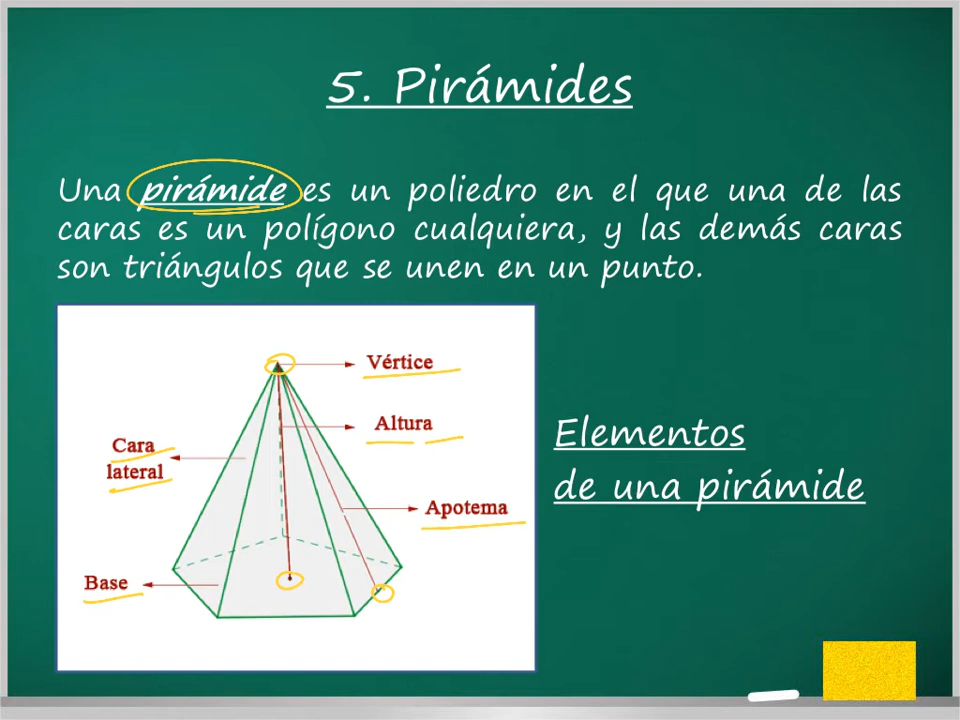 5. Pirámides
Una pirámide es un poliedro en el que una de las
caras es un polígono cualquiera, y las demás caras
son triángulos que se unen en un punto.
Vértice
Altura
Cara
lateral
Apotema
Base
Elementos
de una pirámide